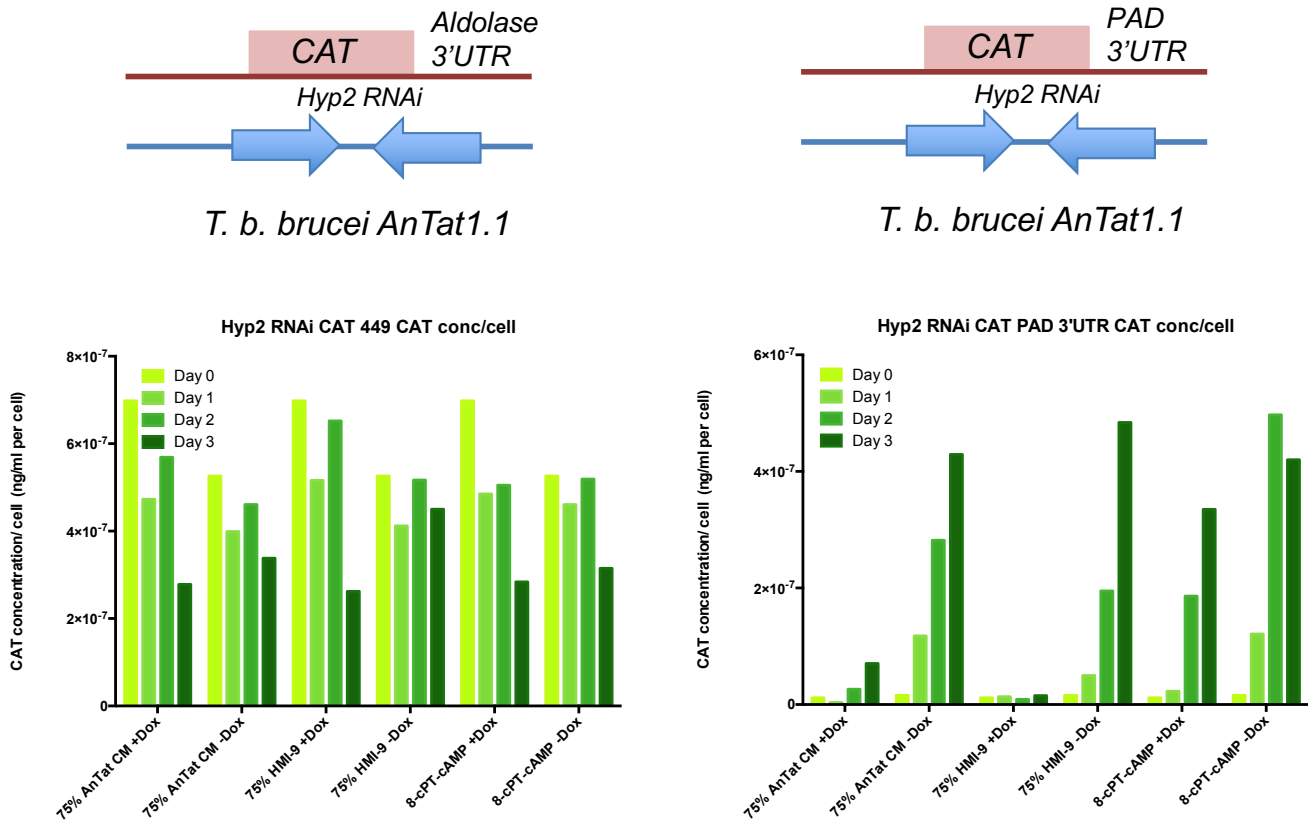 CAT
Aldolase
3'UTR
Hyp2 RNAi
T. b. brucei AnTat1.1
CAT
PAD
3'UTR
Hyp2 RNAi
T. b. brucei AnTat1.1
Hyp2 RNAi CAT 449 CAT conc/cell
CAT concentration/ cell (ng/ml per cell)
8×10-7
6×10-7
4×10-7
2×10-7
0
Day 0
Day 1
Day 2
Day 3
75% AnTat CM +Dox
75% AnTat CM -Dox
75% HMI-9 +Dox
75% HMI-9 -Dox
8-cPT-cAMP +Dox
8-cPT-cAMP -Dox
Hyp2 RNAi CAT PAD 3'UTR CAT conc/cell
CAT concentration/ cell (ng/ml per cell)
6×10-7
4×10-7
2×10-7
0
Day 0
Day 1
Day 2
Day 3
75% AnTat CM +Dox
75% AnTat CM -Dox
75% HMI-9 +Dox
75% HMI-9 -Dox
8-cPT-cAMP +Dox
8-cPT-cAMP -Dox